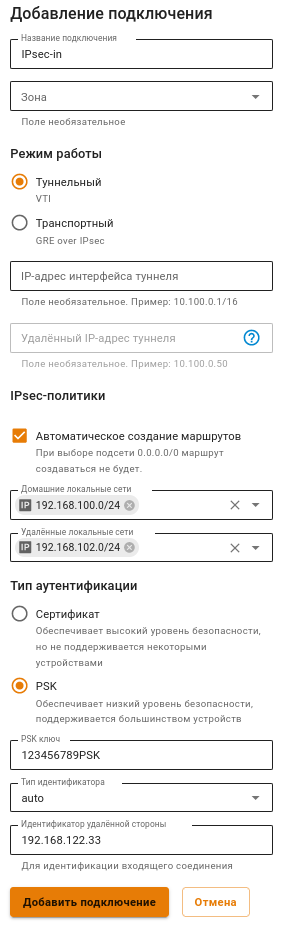 Добавление подключения
Название подключения
IPsec-in
Зона
Поле необязательное
Режим работы
Туннельный
VTI
Транспортный
GRE over IPsec
IP-адрес интерфейса туннеля
Поле необязательное. Пример: 10.100.0.1/16
Удалённый IP-адрес туннеля
Поле необязательное. Пример: 10.100.0.50
IPsec-политики
Автоматическое создание маршрутов
При выборе подсети 0.0.0.0/0 маршрут
создаваться не будет.
Домашние локальные сети
IP 192.168.100.0/24
Удалённые локальные сети
IP 192.168.102.0/24
Тип аутентификации
Сертификат
Обеспечивает высокий уровень безопасности,
но не поддерживается некоторыми
устройствами
PSK
Обеспечивает низкий уровень безопасности,
поддерживается большинством устройств
PSK ключ
123456789PSK
Тип идентификатора
auto
Идентификатор удалённой стороны
192.168.122.33
Для идентификации входящего соединения
Добавить подключение Отмена